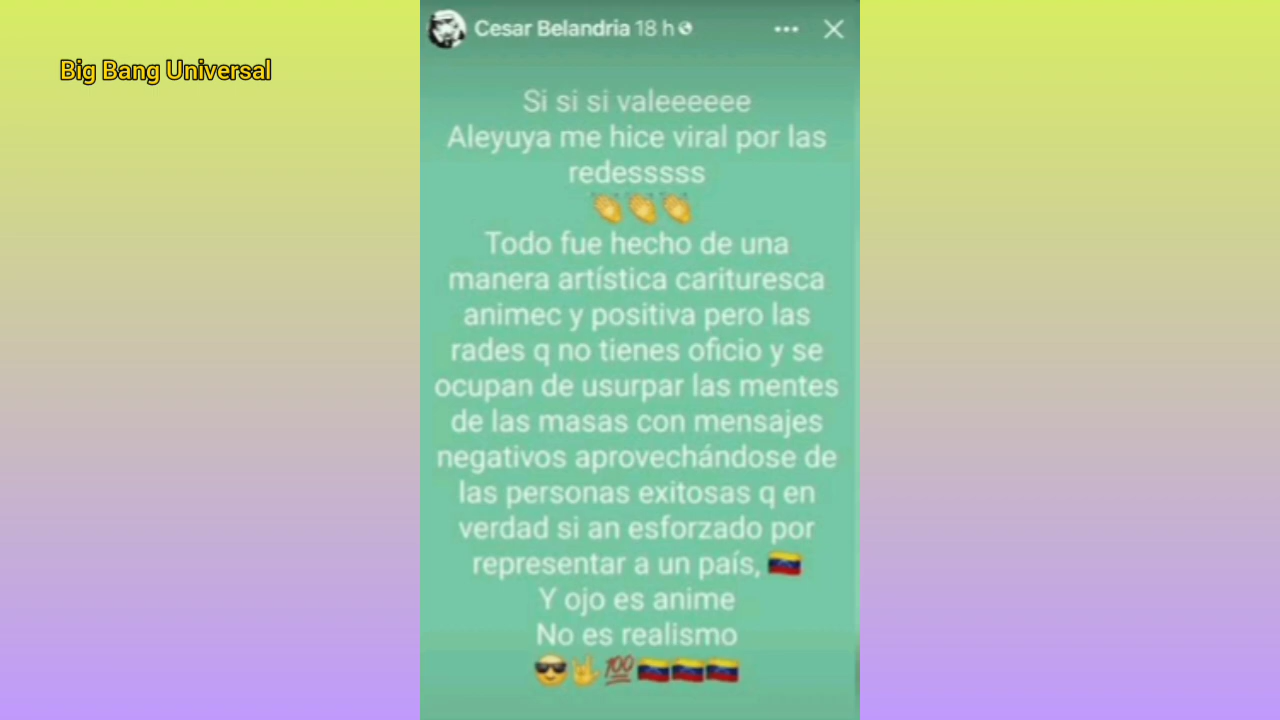 Big Bang Universal
Cesar Belandria 18 h
Si si si valeeeeee
Aleyuya me hice viral por las
redesssss
👏👏👏
Todo fue hecho de una
manera artística carituresca
animec y positiva pero las
rades q no tienes oficio y se
ocupan de usurpar las mentes
de las masas con mensajes
negativos aprovechándose de
las personas exitosas q en
verdad si an esforzado por
representar a un país, 🇻🇪
Y ojo es anime
No es realismo
😎🤟💯🇻🇪🇻🇪🇻🇪